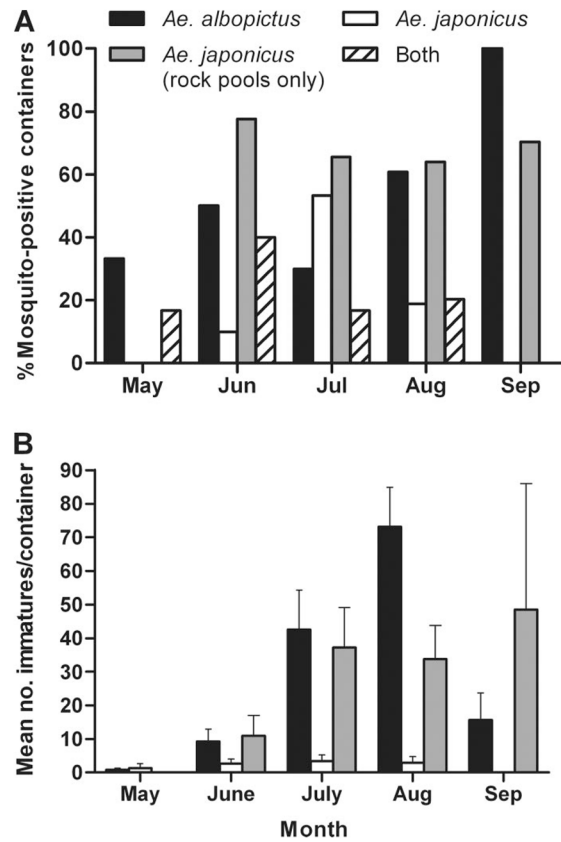 A
Ae. albopictus
Ae. japonicus
Ae. japonicus
(rock pools only)
Both
% Mosquito-positive containers
100
80
60
40
20
0
May Jun Jul Aug Sep
B
Mean no. immatures/container
90
80
70
60
50
40
30
20
10
0
May June July Aug Sep
Month